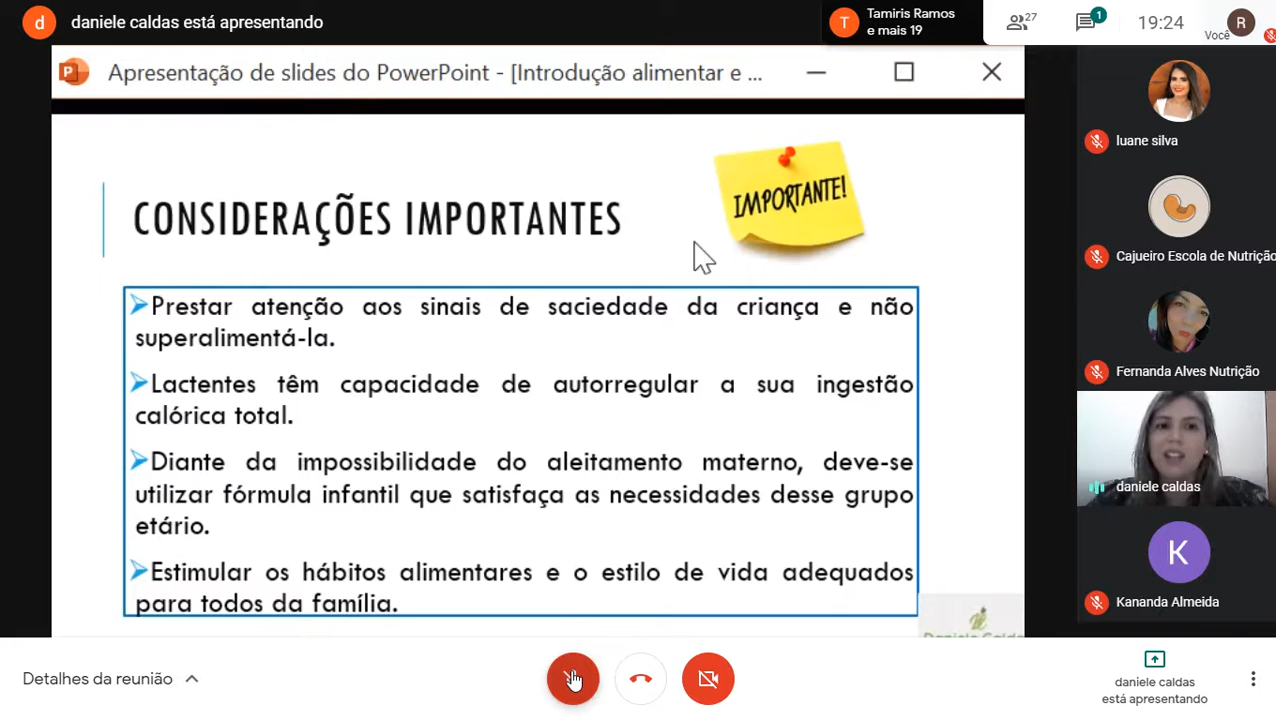 d
daniele caldas está apresentando
T
Tamiris Ramos
e mais 19
27
1
19:24
Você
R
P
Apresentação de slides do PowerPoint - [Introdução alimentar e ...
CONSIDERAÇÕES IMPORTANTES
IMPORTANTE!
Prestar atenção aos sinais de saciedade da criança e não
superalimentá-la.
Lactentes têm capacidade de autorregular a sua ingestão
calórica total.
Diante da impossibilidade do aleitamento materno, deve-se
utilizar fórmula infantil que satisfaça as necessidades desse grupo
etário.
Estimular os hábitos alimentares e o estilo de vida adequados
para todos da família.
Daniele Caldas
luane silva
Cajueiro Escola de Nutrição
Fernanda Alves Nutrição
daniele caldas
K
Kananda Almeida
Detalhes da reunião
daniele caldas
está apresentando